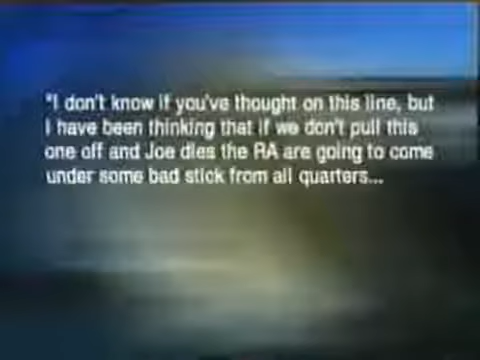 "I don't know if you've thought on this line, but
I have been thinking that if we don't pull this
one off and Joe dies the RA are going to come
under some bad stick from all quarters...